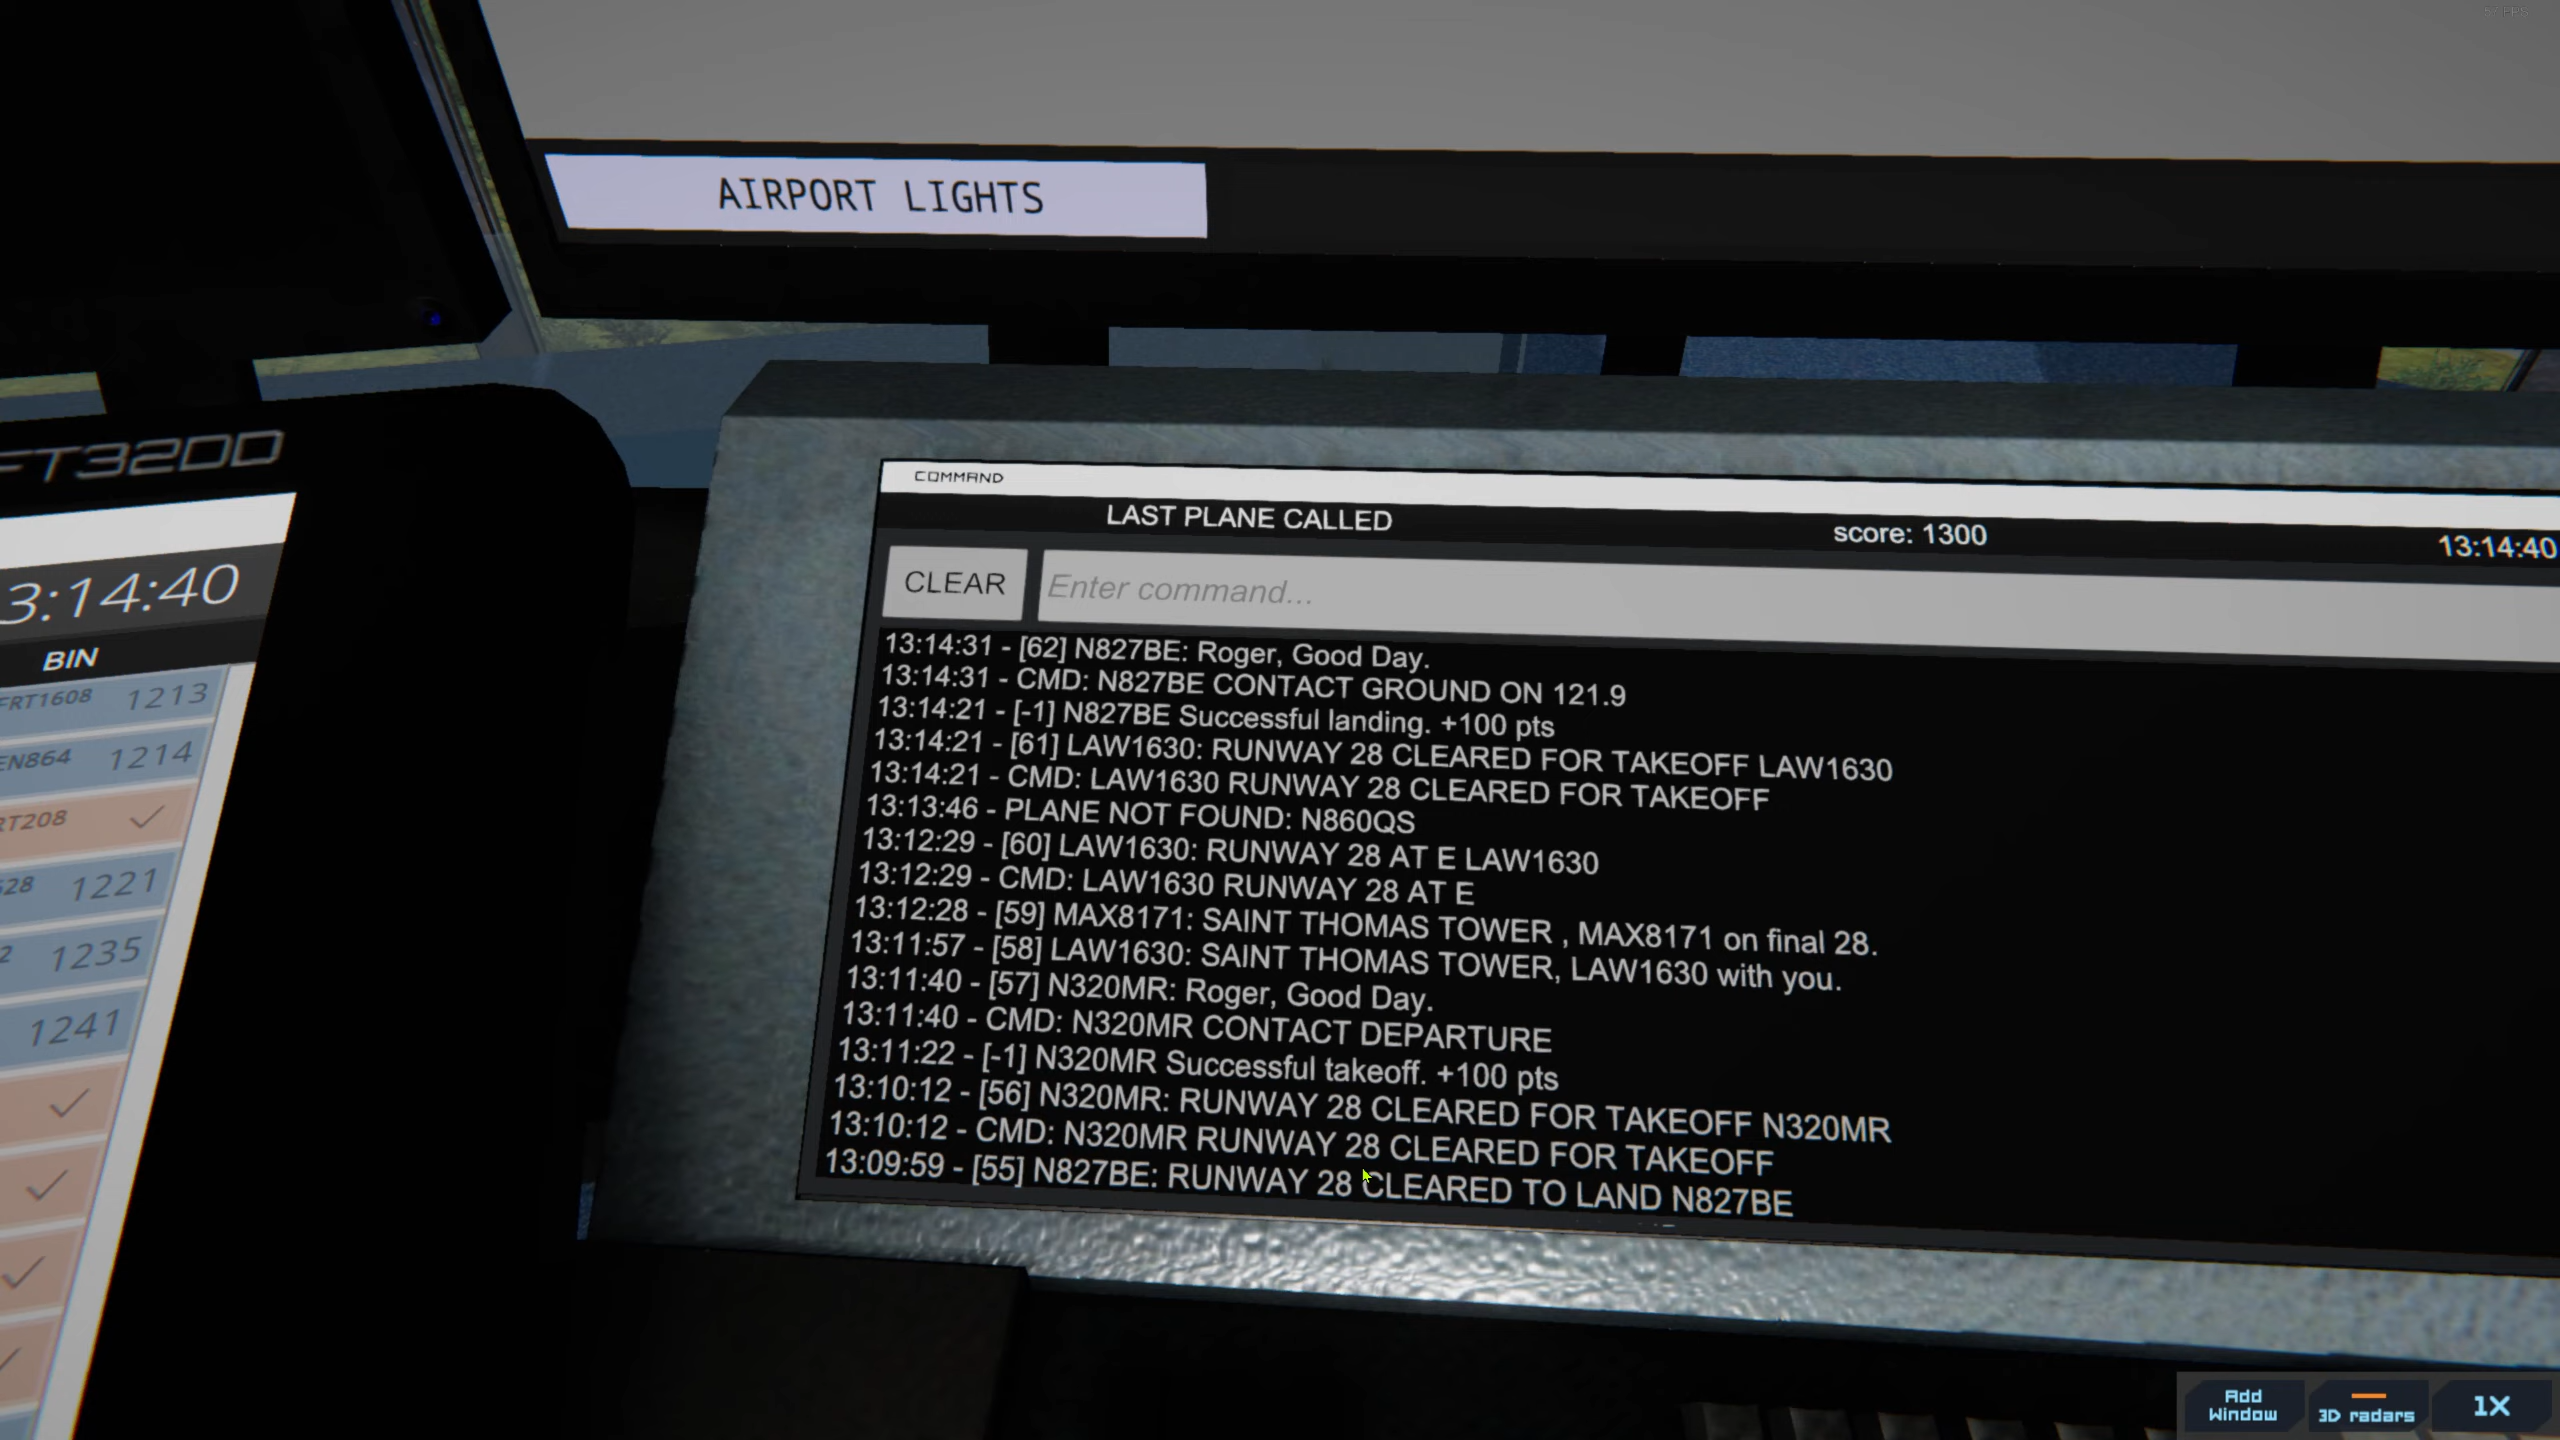 AIRPORT LIGHTS
FT32DD
COMMAND
LAST PLANE CALLED score: 1300 13:14:40
CLEAR Enter command...
13:14:31 - [62] N827BE: Roger, Good Day.
13:14:31 - CMD: N827BE CONTACT GROUND ON 121.9
13:14:21 - [-1] N827BE Successful landing. +100 pts
13:14:21 - [61] LAW1630: RUNWAY 28 CLEARED FOR TAKEOFF LAW1630
13:14:21 - CMD: LAW1630 RUNWAY 28 CLEARED FOR TAKEOFF
13:13:46 - PLANE NOT FOUND: N860QS
13:12:29 - [60] LAW1630: RUNWAY 28 AT E LAW1630
13:12:29 - CMD: LAW1630 RUNWAY 28 AT E
13:12:28 - [59] MAX8171: SAINT THOMAS TOWER , MAX8171 on final 28.
13:11:57 - [58] LAW1630: SAINT THOMAS TOWER, LAW1630 with you.
13:11:40 - [57] N320MR: Roger, Good Day.
13:11:40 - CMD: N320MR CONTACT DEPARTURE
13:11:22 - [-1] N320MR Successful takeoff. +100 pts
13:10:12 - [56] N320MR: RUNWAY 28 CLEARED FOR TAKEOFF N320MR
13:10:12 - CMD: N320MR RUNWAY 28 CLEARED FOR TAKEOFF
13:09:59 - [55] N827BE: RUNWAY 28 CLEARED TO LAND N827BE
3:14:40
BIN
FRT1608 1213
EN864 1214
RT208
628 1221
2 1235
1241
Add Window
3D radars
1X